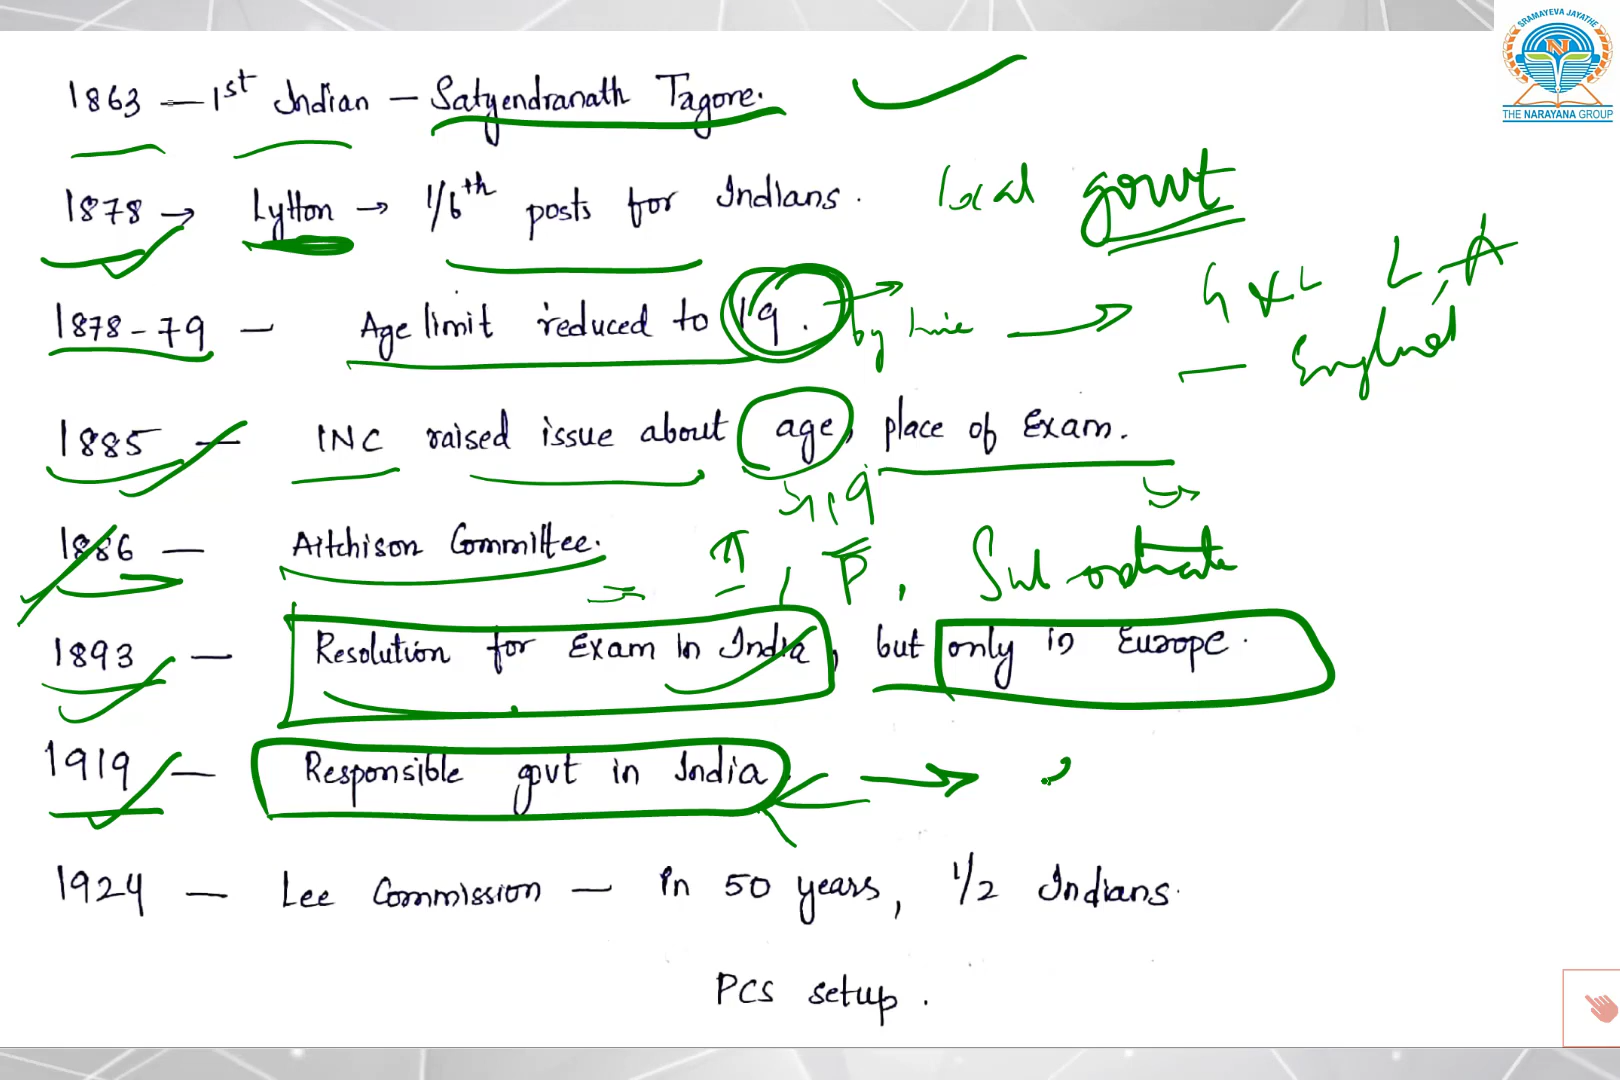 SRAMAYEVA JAYATHE
N
THE NARAYANA GROUP
1863 — 1st Indian — Satyendranath Tagore.
1878 → Lytton → 1/6th posts for Indians. local govt
1878-79 — Age limit reduced to 19. by
L, A
— England
1885 — INC raised issue about age, place of Exam.
19
1886 — Aitchison Committee. I, P, Subordinate
1893 — Resolution for Exam in India, but only in Europe.
1919 — Responsible govt in India →
1924 — Lee Commission — in 50 years, 1/2 Indians.
PCS setup.